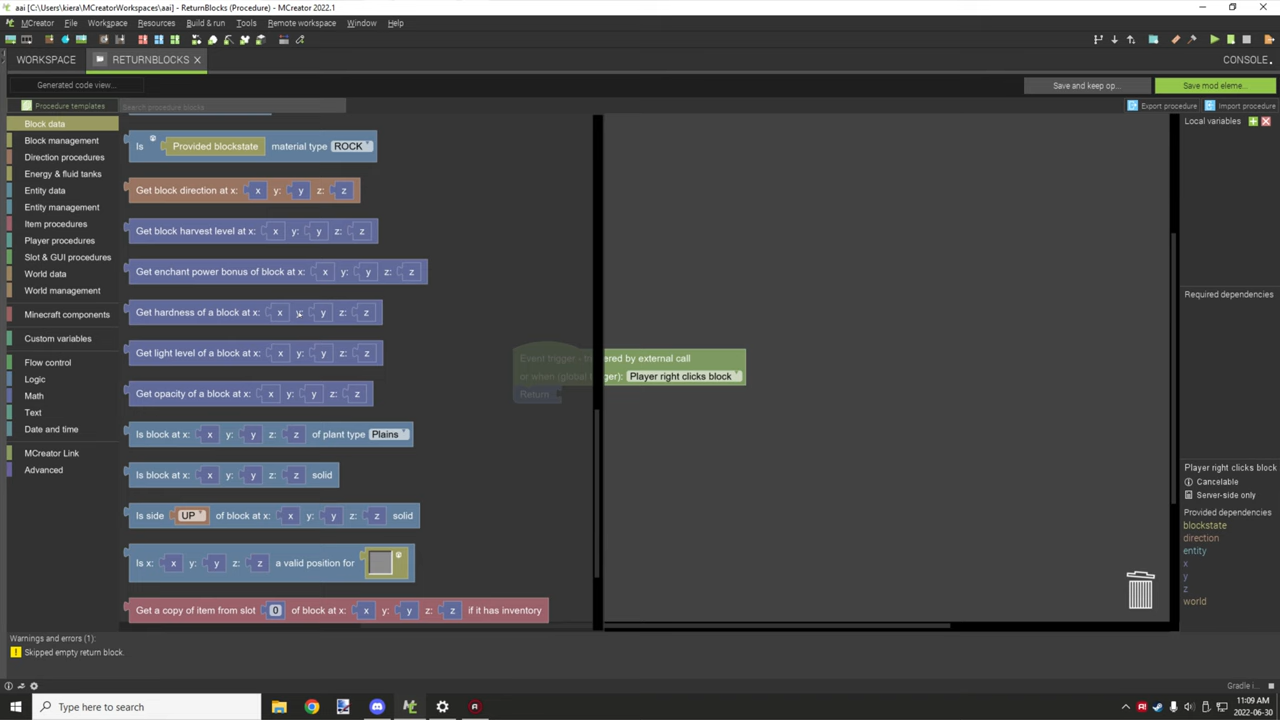 aai [C:\Users\kiera\MCreatorWorkspaces\aai] - ReturnBlocks (Procedure) - MCreator 2022.1
MCreator File Workspace Resources Build & run Tools Remote workspace Window Help
WORKSPACE RETURNBLOCKS CONSOLE
Generated code view... Save and keep op... Save mod eleme...
Procedure templates Search procedure blocks Export procedure Import procedure
Block data
Block management
Direction procedures
Energy & fluid tanks
Entity data
Entity management
Item procedures
Player procedures
Slot & GUI procedures
World data
World management
Minecraft components
Custom variables
Flow control
Logic
Math
Text
Date and time
MCreator Link
Advanced
Is Provided blockstate material type ROCK
Get block direction at x: x y: y z: z
Get block harvest level at x: x y: y z: z
Get enchant power bonus of block at x: x y: y z: z
Get hardness of a block at x: x y: y z: z
Get light level of a block at x: x y: y z: z
Get opacity of a block at x: x y: y z: z
Is block at x: x y: y z: z of plant type Plains
Is block at x: x y: y z: z solid
Is side UP of block at x: x y: y z: z solid
Is x: x y: y z: z a valid position for
Get a copy of item from slot 0 of block at x: x y: y z: z if it has inventory
Event trigger - tr ered by external call
or when (global ger): Player right clicks block
Return
Local variables
Required dependencies
Player right clicks block
Cancelable
Server-side only
Provided dependencies
blockstate
direction
entity
x
y
z
world
Warnings and errors (1):
Skipped empty return block.
Gradle i...
Type here to search
11:09 AM
2022-06-30